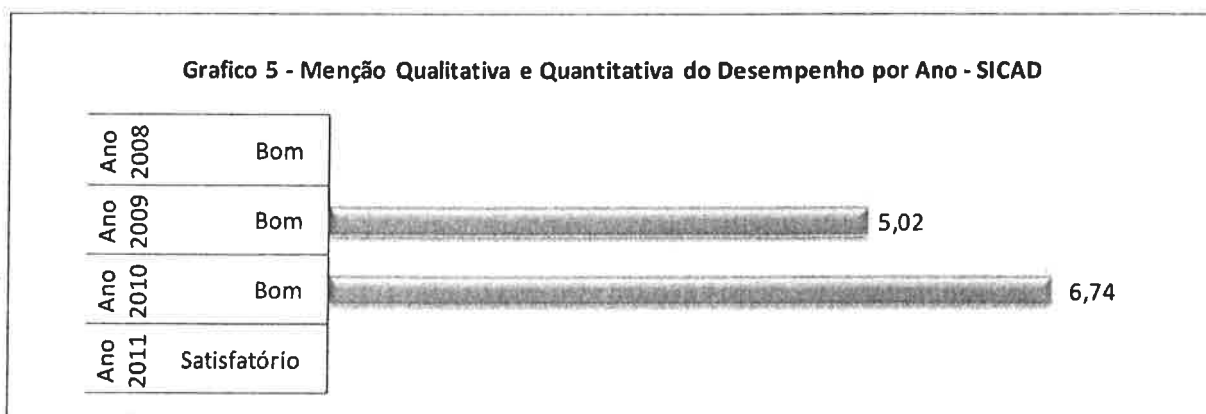 Grafico 5 - Menção Qualitativa e Quantitativa do Desempenho por Ano - SICAD
Ano 2008
Bom
Ano 2009
Bom
5,02
Ano 2010
Bom
6,74
Ano 2011
Satisfatório